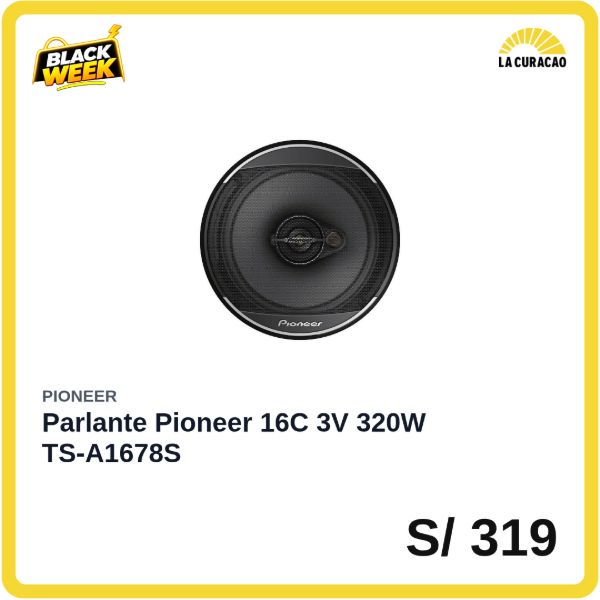 BLACK
WEEK
LA CURACAO
Pioneer
PIONEER
Parlante Pioneer 16C 3V 320W
TS-A1678S
S/ 319